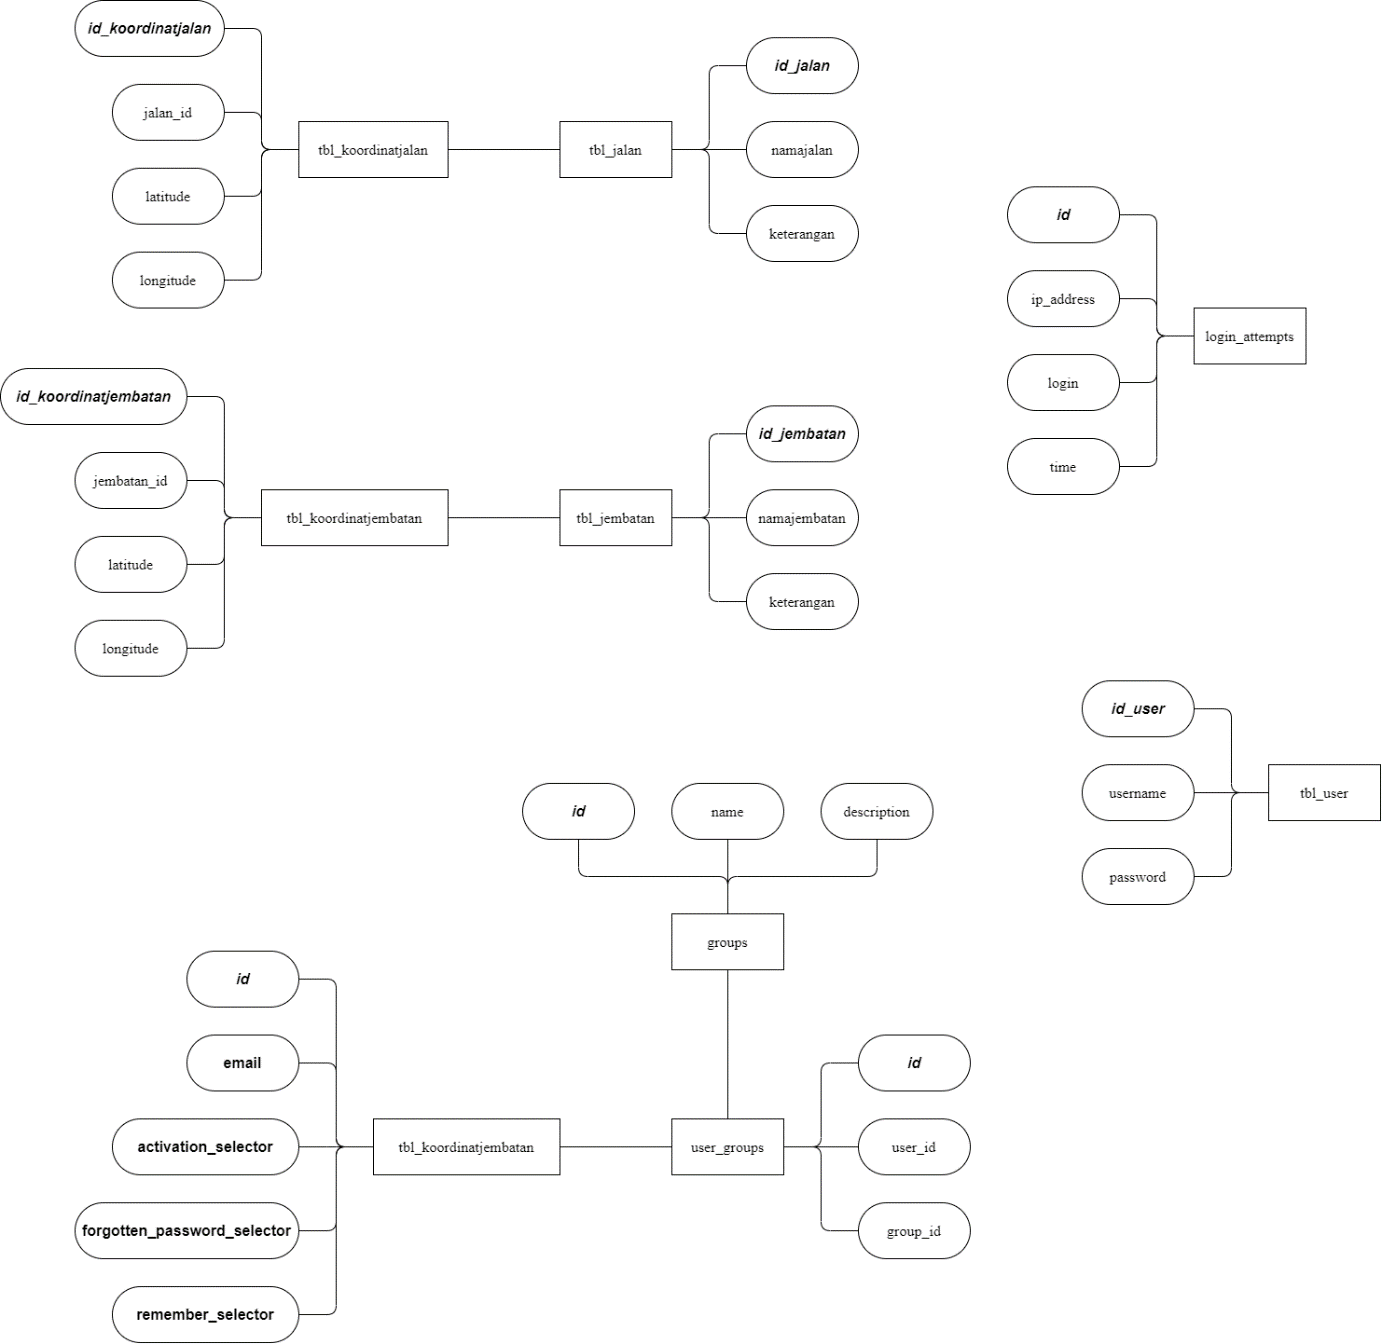 id_koordinatjalan
jalan_id
latitude
longitude
tbl_koordinatjalan
tbl_jalan
id_jalan
namajalan
keterangan
id
ip_address
login
time
login_attempts
id_koordinatjembatan
jembatan_id
latitude
longitude
tbl_koordinatjembatan
tbl_jembatan
id_jembatan
namajembatan
keterangan
id_user
username
password
tbl_user
id
name
description
groups
id
email
activation_selector
forgotten_password_selector
remember_selector
tbl_koordinatjembatan
user_groups
id
user_id
group_id